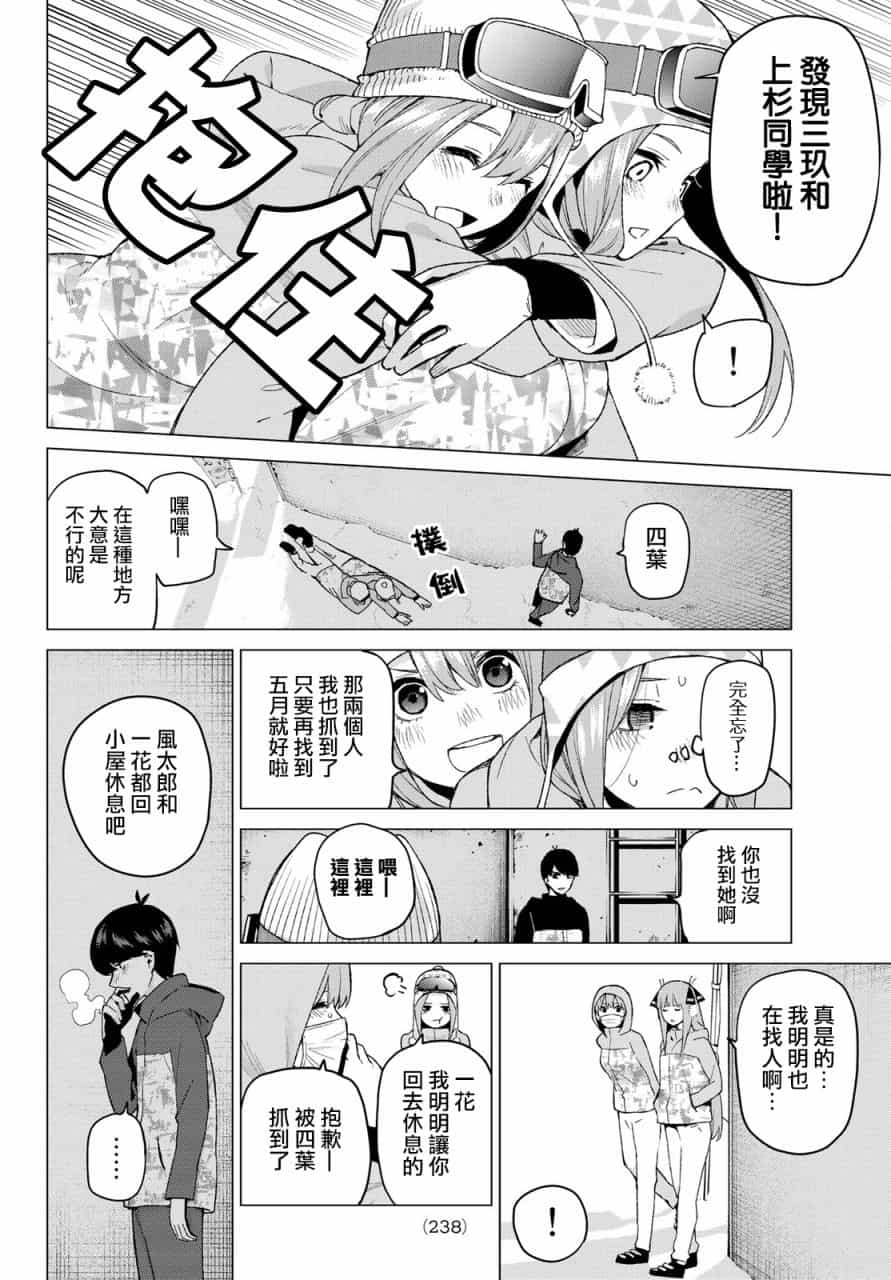 發現三玖和
上杉同學啦！
！
抱住
四葉
撲倒
嘿嘿—
在這種地方
大意是
不行的呢
完全忘了…
那兩個人
我也抓到了
只要再找到
五月就好啦
你也沒
找到她啊
喂—
這裡
這裡
真是的…
我明明也
在找人啊…
！
一花
我明明讓你
回去休息的
抱歉—
被四葉
抓到了
風太郎和
一花都回
小屋休息吧
……
(238)